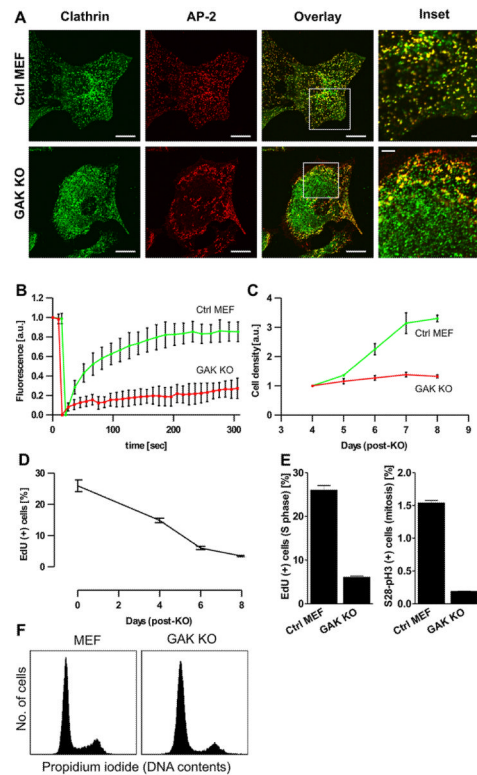 A
Clathrin
AP-2
Overlay
Inset
Ctrl MEF
GAK KO
B
Fluorescence [a.u.]
1.2
1.0
0.8
0.6
0.4
0.2
0
Ctrl MEF
GAK KO
0
100
200
300
time [sec]
C
Cell density[a.u.]
4
3
2
1
0
Ctrl MEF
GAK KO
3
4
5
6
7
8
9
Days (post-KO)
D
EdU (+) cells [%]
30
20
10
0
0
2
4
6
8
Days (post-KO)
E
EdU (+) cells (S phase) [%]
30
20
10
0
Ctrl MEF
GAK KO
S28-pH3 (+) cells (mitosis) [%]
2.0
1.5
1.0
0.5
0.0
Ctrl MEF
GAK KO
F
MEF
GAK KO
No. of cells
Propidium iodide (DNA contents)